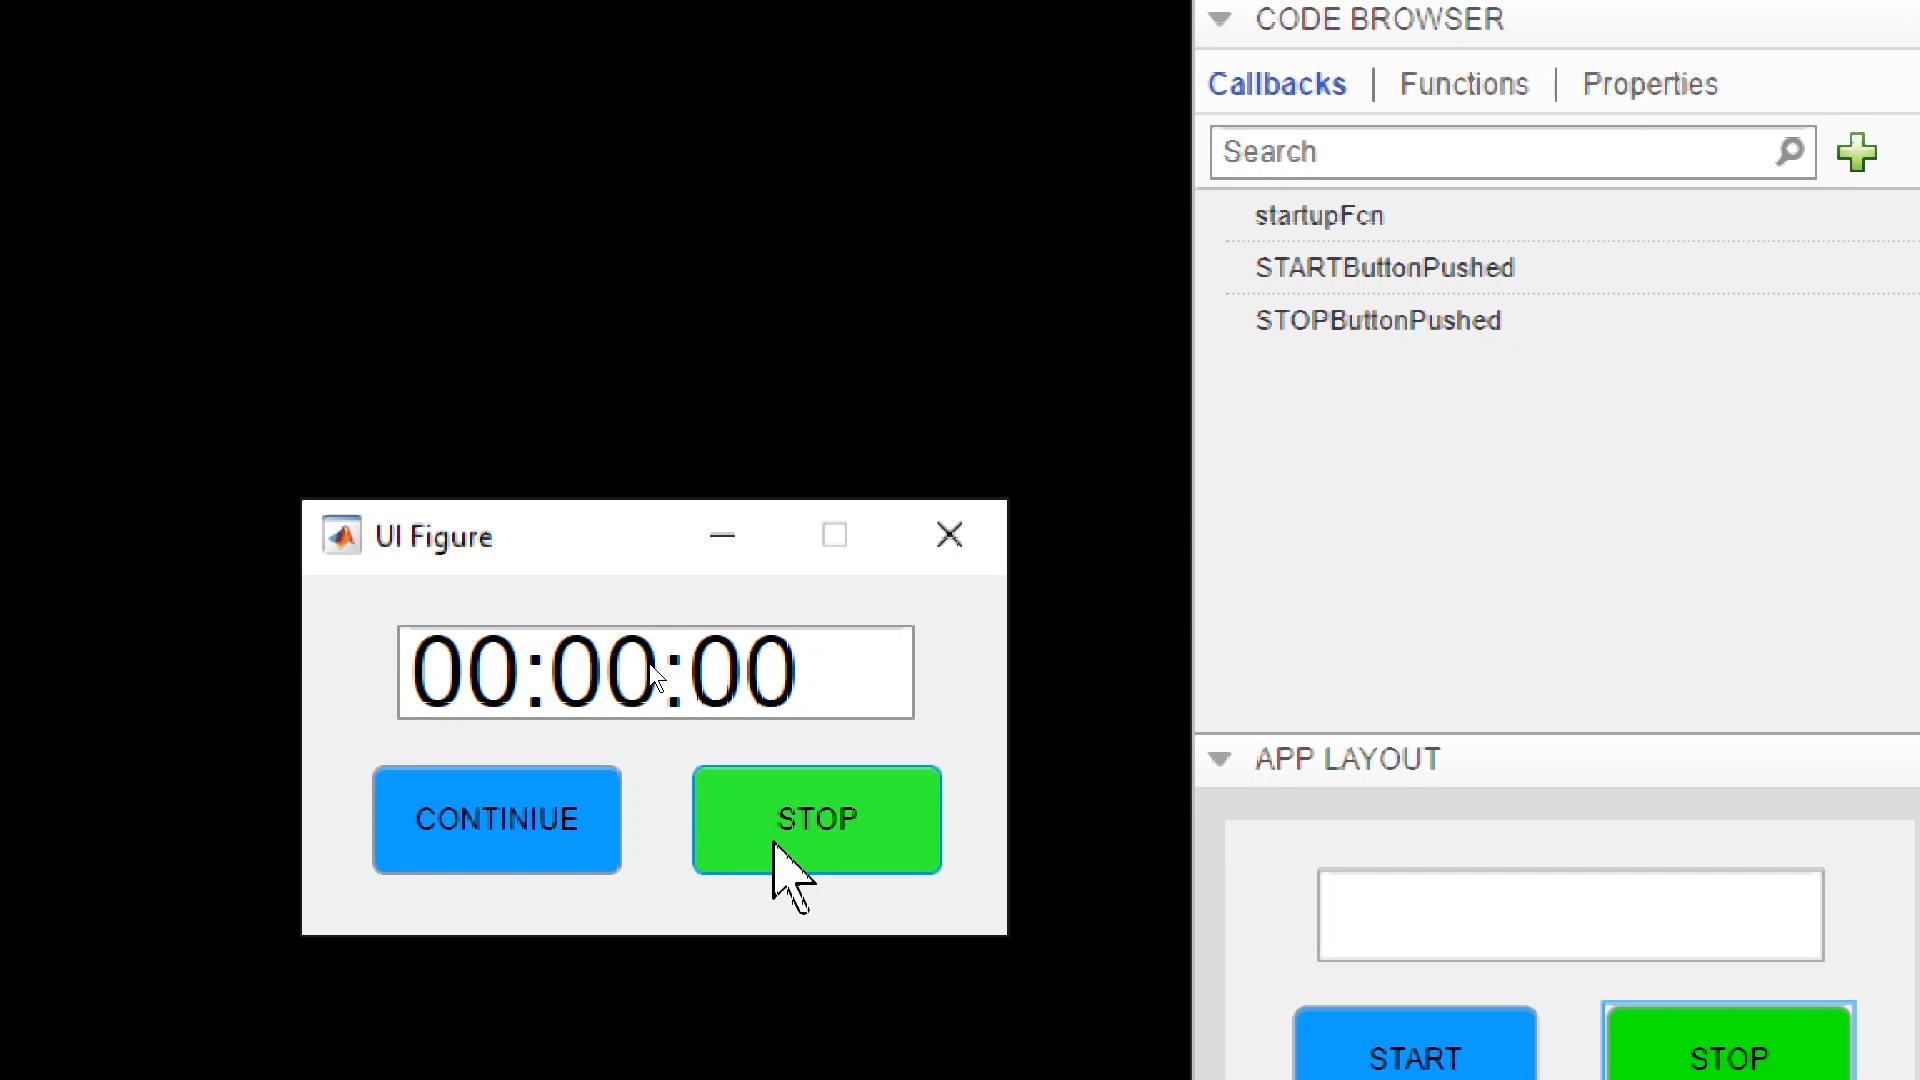 CODE BROWSER
Callbacks | Functions | Properties
Search
startupFcn
STARTButtonPushed
STOPButtonPushed
UI Figure
00:00:00
CONTINIUE
STOP
APP LAYOUT
START
STOP